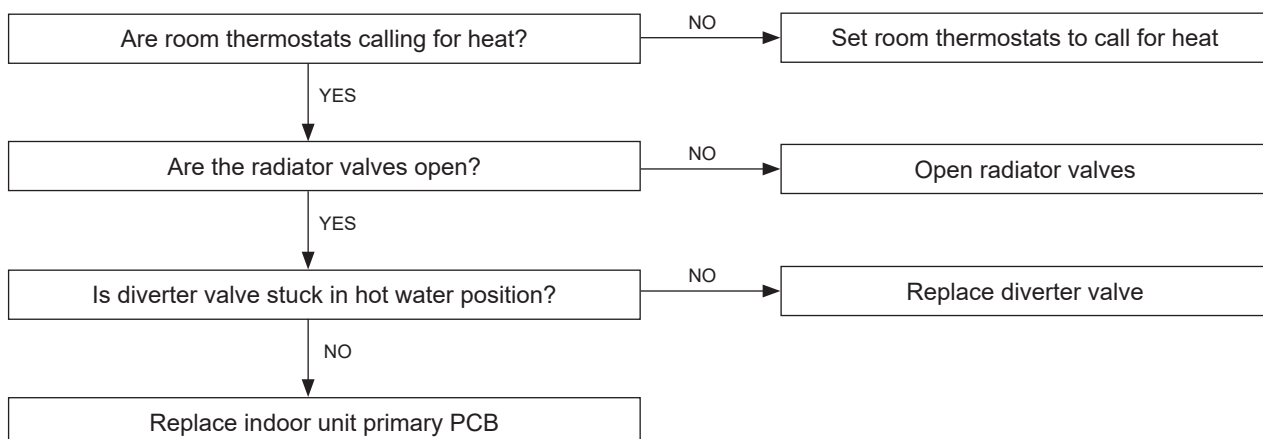 Are room thermostats calling for heat?
NO
Set room thermostats to call for heat
YES
Are the radiator valves open?
NO
Open radiator valves
YES
Is diverter valve stuck in hot water position?
NO
Replace diverter valve
NO
Replace indoor unit primary PCB